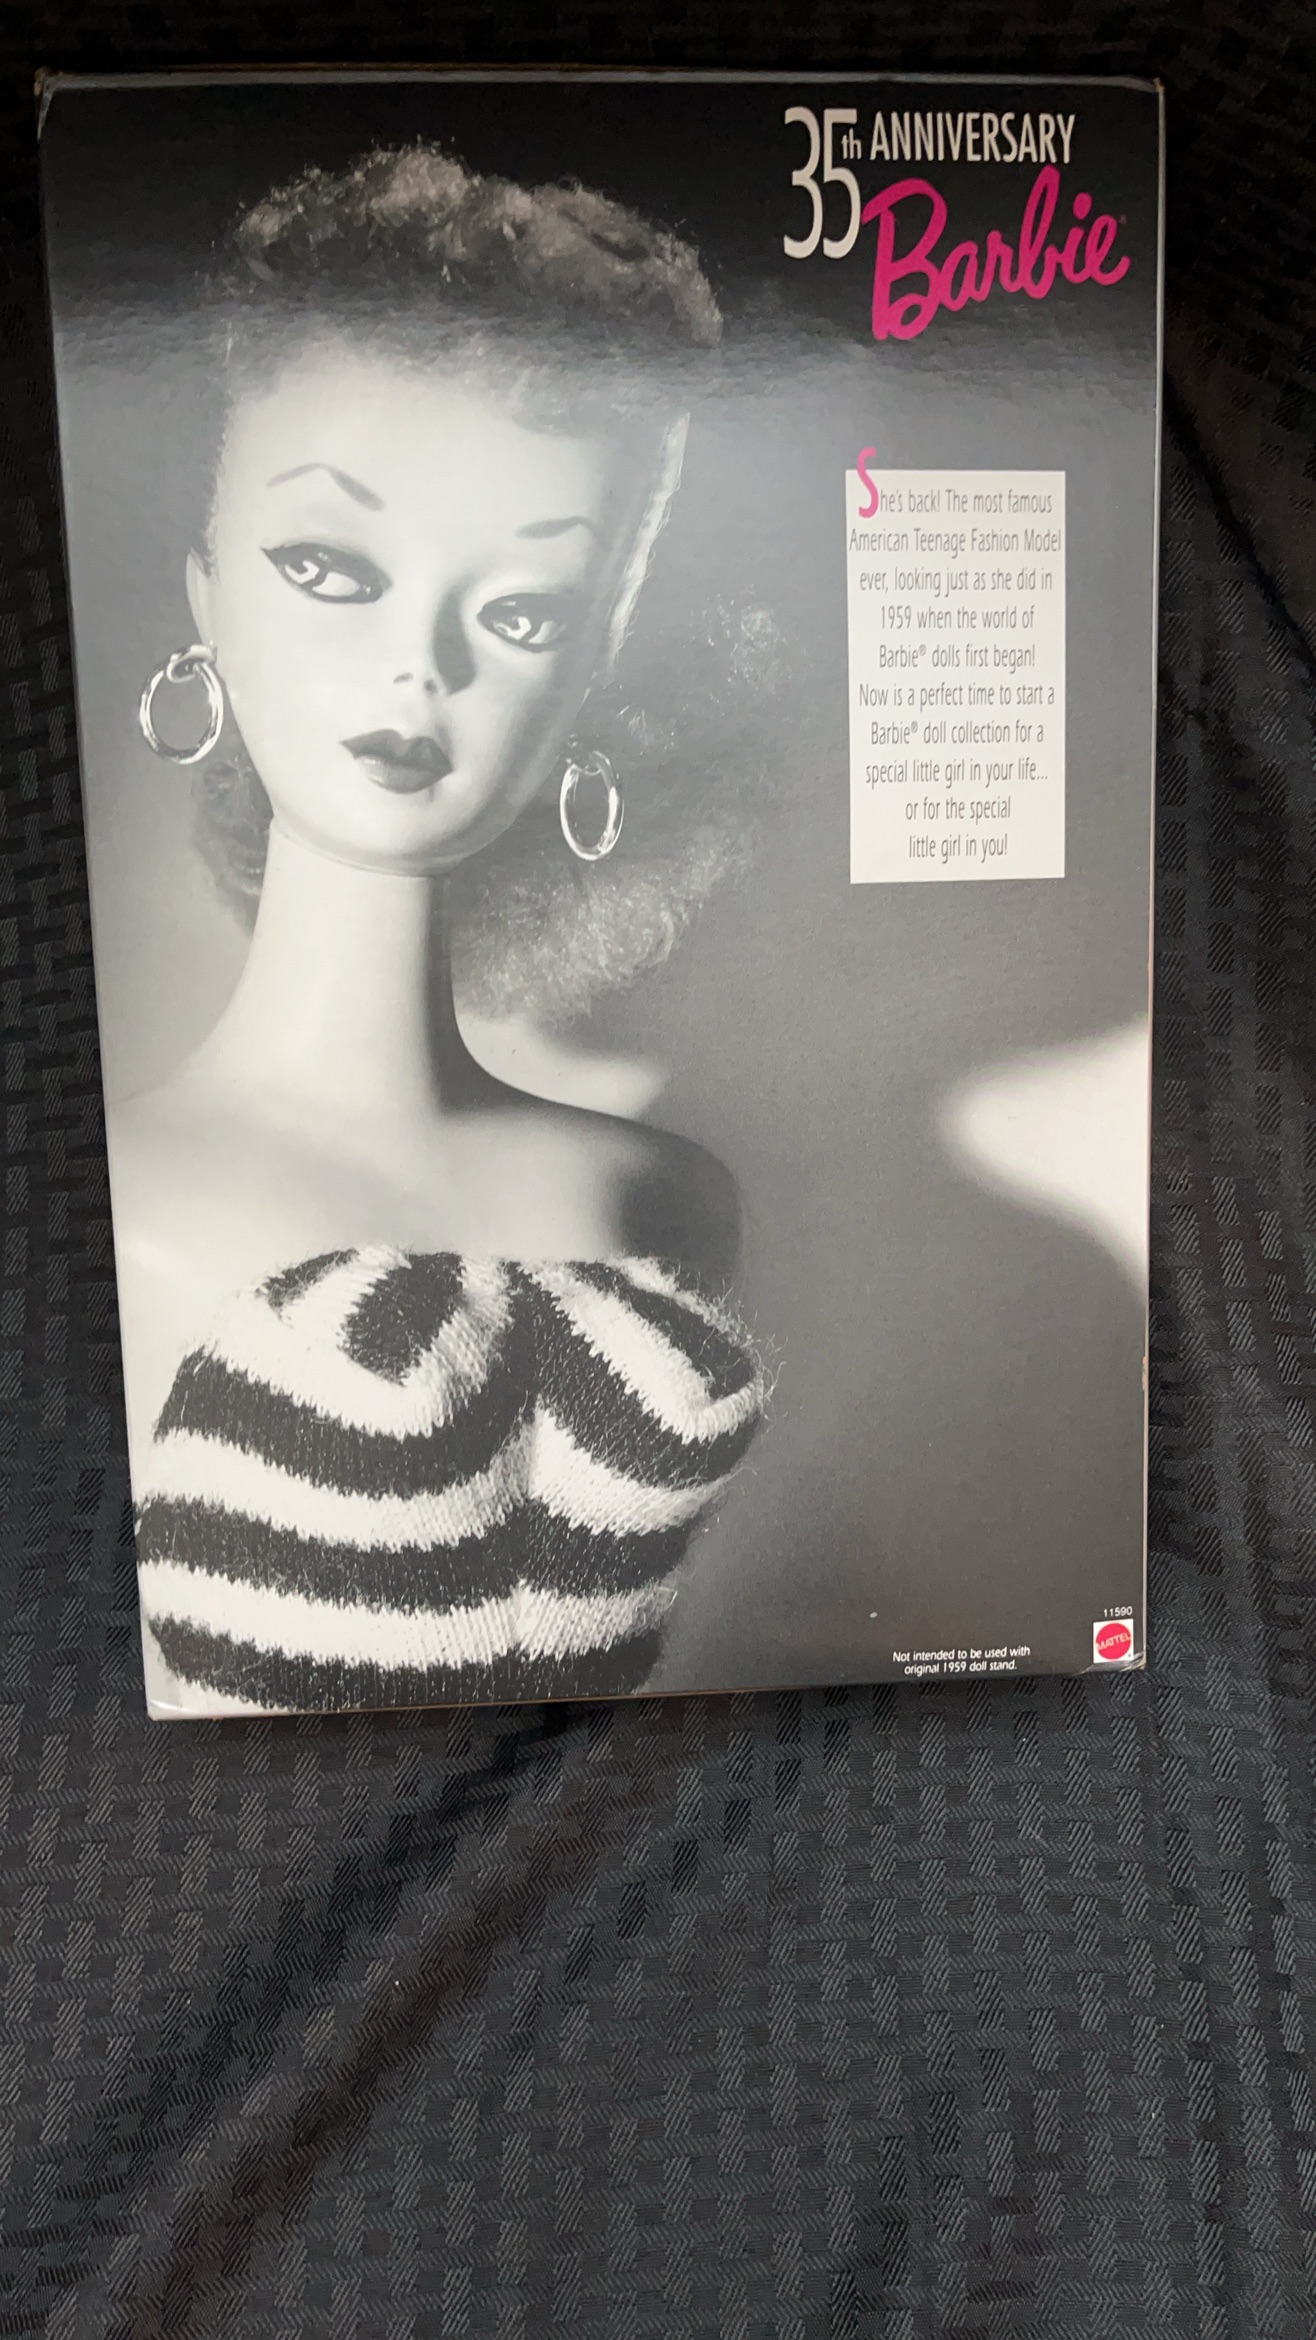 35th ANNIVERSARY
Barbie®
She's back! The most famous
American Teenage Fashion Model
ever, looking just as she did in
1959 when the world of
Barbie® dolls first began!
Now is a perfect time to start a
Barbie® doll collection for a
special little girl in your life...
or for the special
little girl in you!
11590
MATTEL
Not intended to be used with
original 1959 doll stand.